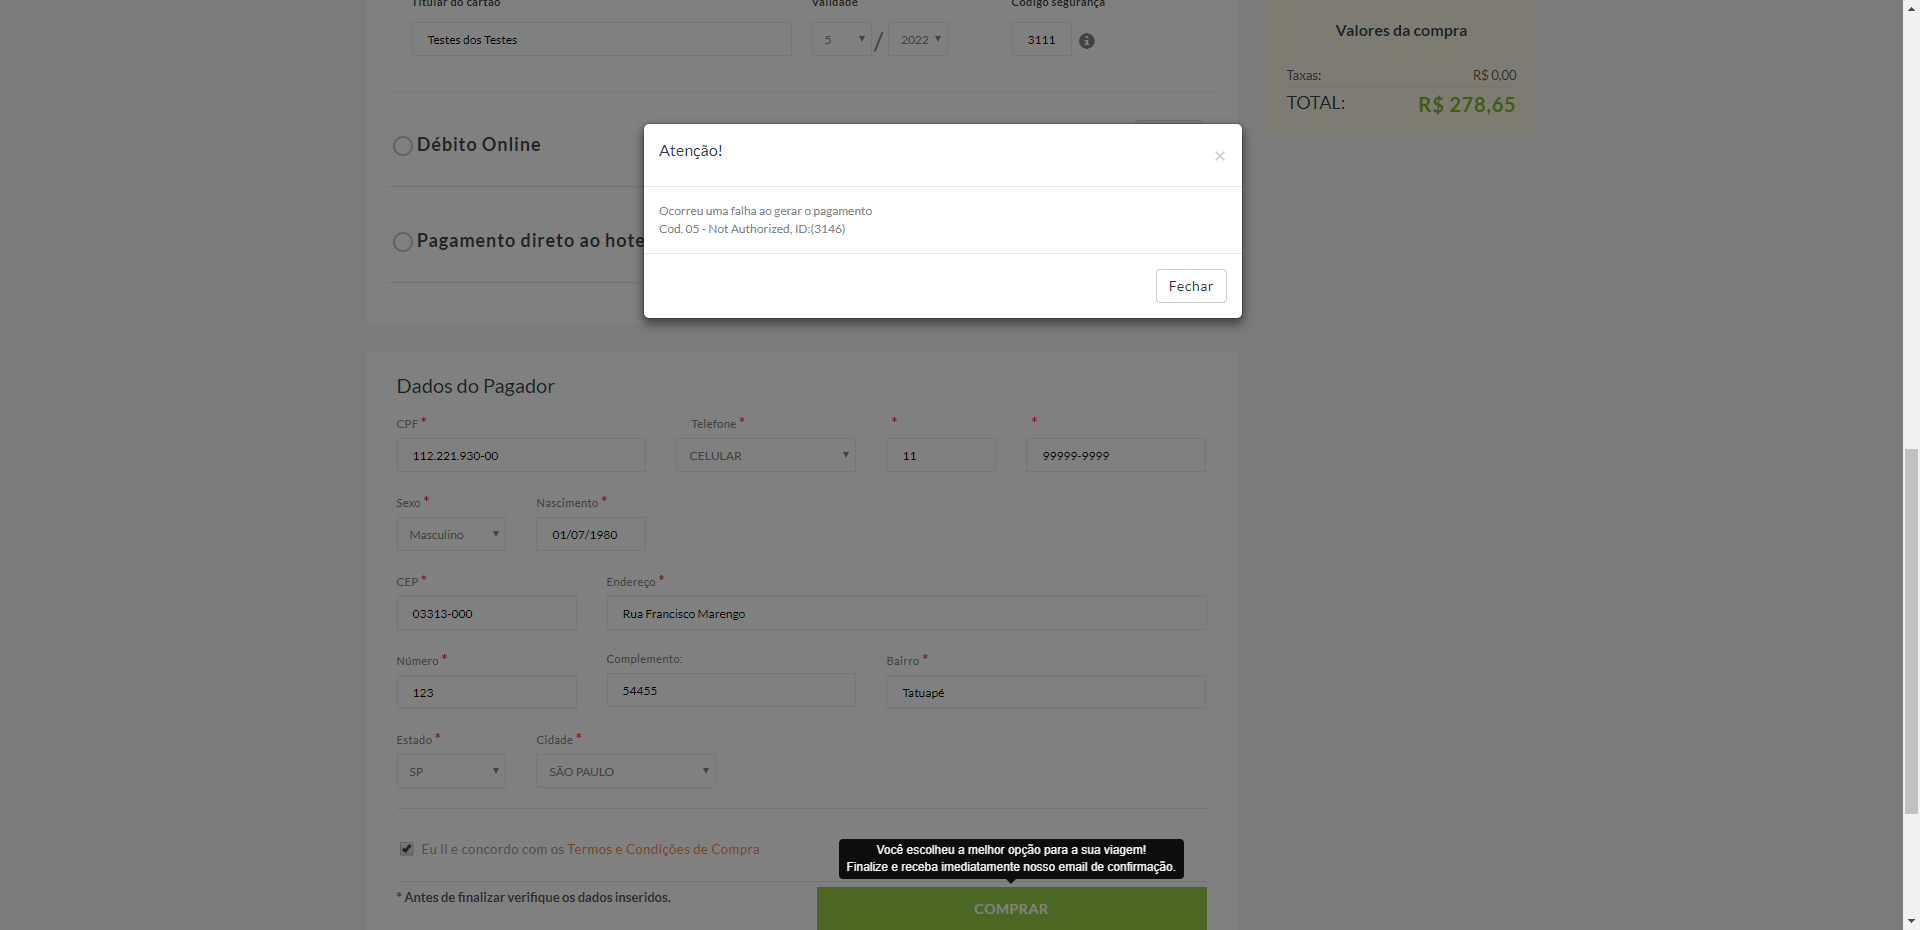 Titular do cartão
Validade
Código segurança
Testes dos Testes
5
/
2022
3111
Valores da compra
Taxas:
R$ 0,00
TOTAL:
R$ 278,65
Débito Online
Pagamento direto ao hote
Atenção!
×
Ocorreu uma falha ao gerar o pagamento
Cod. 05 - Not Authorized, ID:(3146)
Fechar
Dados do Pagador
CPF *
Telefone *
*
*
112.221.930-00
CELULAR
11
99999-9999
Sexo *
Nascimento *
Masculino
01/07/1980
CEP *
Endereço *
03313-000
Rua Francisco Marengo
Número *
Complemento:
Bairro *
123
54455
Tatuapé
Estado *
Cidade *
SP
SÃO PAULO
Eu li e concordo com os Termos e Condições de Compra
Você escolheu a melhor opção para a sua viagem!
Finalize e receba imediatamente nosso email de confirmação.
* Antes de finalizar verifique os dados inseridos.
COMPRAR